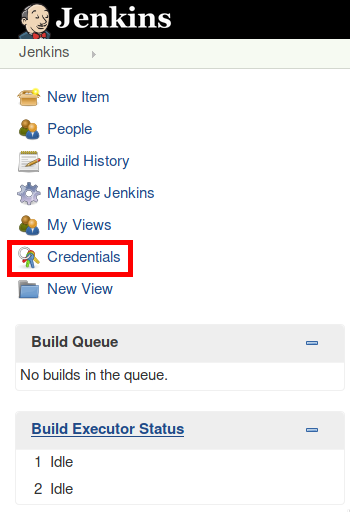 Jenkins
Jenkins
New Item
People
Build History
Manage Jenkins
My Views
Credentials
New View
Build Queue
No builds in the queue.
Build Executor Status
1 Idle
2 Idle